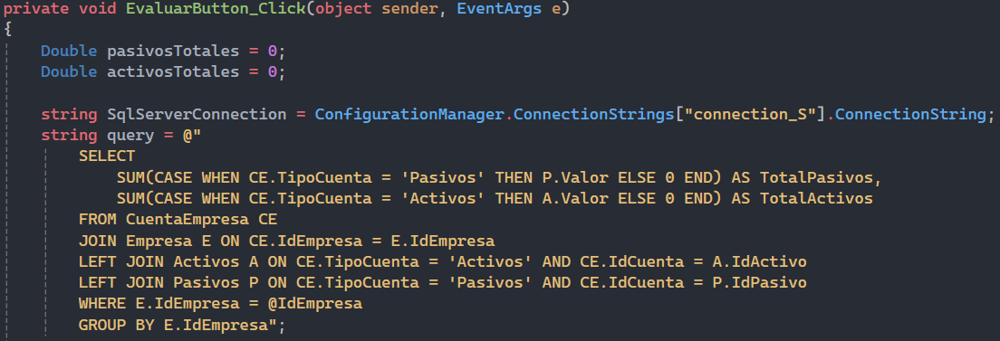 private void EvaluarButton_Click(object sender, EventArgs e)
{
Double pasivosTotales = 0;
Double activosTotales = 0;
string SqlServerConnection = ConfigurationManager.ConnectionStrings["connection_S"].ConnectionString;
string query = @"
SELECT
SUM(CASE WHEN CE.TipoCuenta = 'Pasivos' THEN P.Valor ELSE 0 END) AS TotalPasivos,
SUM(CASE WHEN CE.TipoCuenta = 'Activos' THEN A.Valor ELSE 0 END) AS TotalActivos
FROM CuentaEmpresa CE
JOIN Empresa E ON CE.IdEmpresa = E.IdEmpresa
LEFT JOIN Activos A ON CE.TipoCuenta = 'Activos' AND CE.IdCuenta = A.IdActivo
LEFT JOIN Pasivos P ON CE.TipoCuenta = 'Pasivos' AND CE.IdCuenta = P.IdPasivo
WHERE E.IdEmpresa = @IdEmpresa
GROUP BY E.IdEmpresa";